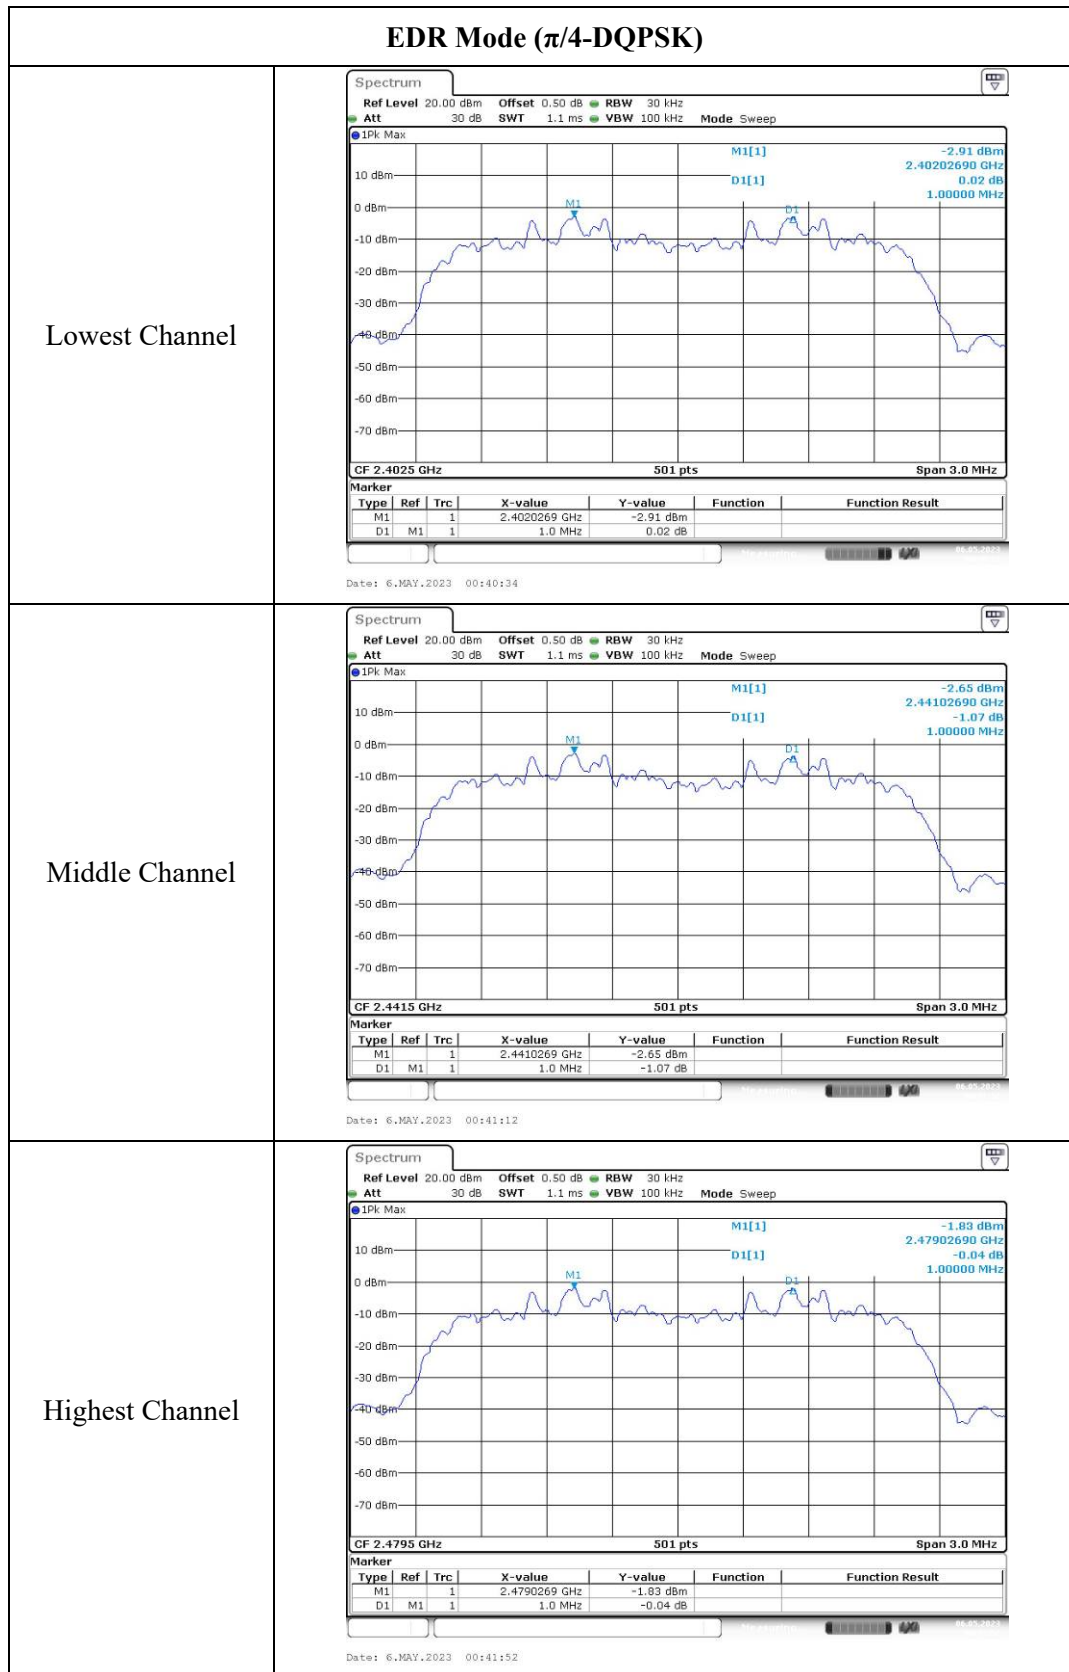 EDR Mode (π/4-DQPSK)
Lowest Channel
Spectrum
Ref Level 20.00 dBm Offset 0.50 dB RBW 30 kHz
Att 30 dB SWT 1.1 ms VBW 100 kHz Mode Sweep
1Pk Max
M1[1] -2.91 dBm
2.40202690 GHz
10 dBm
D1[1] 0.02 dB
1.00000 MHz
0 dBm
M1
D1
-10 dBm
-20 dBm
-30 dBm
-40 dBm
-50 dBm
-60 dBm
-70 dBm
CF 2.4025 GHz 501 pts Span 3.0 MHz
Marker
Type Ref Trc X-value Y-value Function Function Result
M1 1 2.4020269 GHz -2.91 dBm
D1 M1 1 1.0 MHz 0.02 dB
Measuring 06.05.2023
Date: 6.MAY.2023 00:40:34
Middle Channel
Spectrum
Ref Level 20.00 dBm Offset 0.50 dB RBW 30 kHz
Att 30 dB SWT 1.1 ms VBW 100 kHz Mode Sweep
1Pk Max
M1[1] -2.65 dBm
2.44102690 GHz
10 dBm
D1[1] -1.07 dB
1.00000 MHz
0 dBm
M1
D1
-10 dBm
-20 dBm
-30 dBm
-40 dBm
-50 dBm
-60 dBm
-70 dBm
CF 2.4415 GHz 501 pts Span 3.0 MHz
Marker
Type Ref Trc X-value Y-value Function Function Result
M1 1 2.4410269 GHz -2.65 dBm
D1 M1 1 1.0 MHz -1.07 dB
Measuring 06.05.2023
Date: 6.MAY.2023 00:41:12
Highest Channel
Spectrum
Ref Level 20.00 dBm Offset 0.50 dB RBW 30 kHz
Att 30 dB SWT 1.1 ms VBW 100 kHz Mode Sweep
1Pk Max
M1[1] -1.83 dBm
2.47902690 GHz
10 dBm
D1[1] -0.04 dB
1.00000 MHz
0 dBm
M1
D1
-10 dBm
-20 dBm
-30 dBm
-40 dBm
-50 dBm
-60 dBm
-70 dBm
CF 2.4795 GHz 501 pts Span 3.0 MHz
Marker
Type Ref Trc X-value Y-value Function Function Result
M1 1 2.4790269 GHz -1.83 dBm
D1 M1 1 1.0 MHz -0.04 dB
Measuring 06.05.2023
Date: 6.MAY.2023 00:41:52